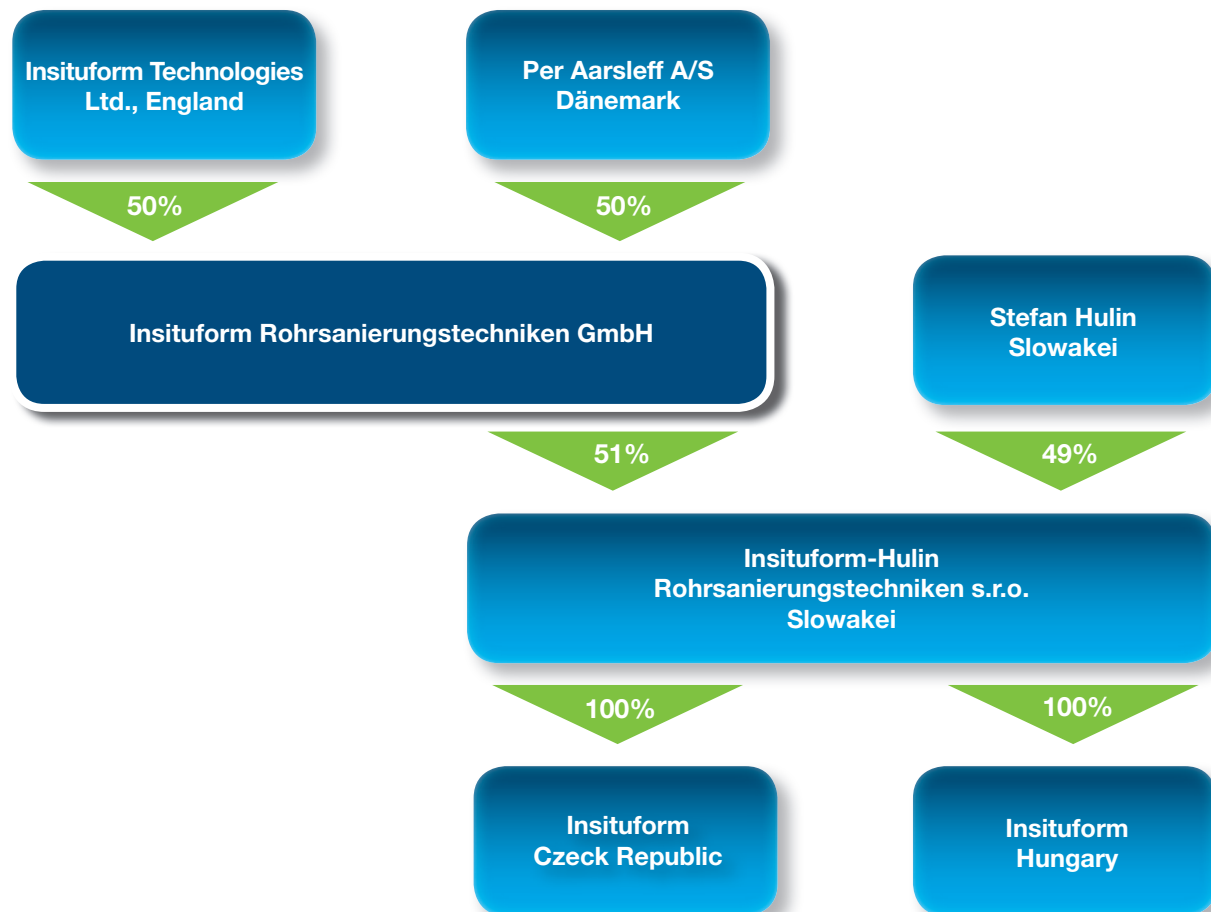 Insituform Technologies
Ltd., England
Per Aarsleff A/S
Dänemark
50%
50%
Insituform Rohrsanierungstechniken GmbH
Stefan Hulin
Slowakei
51%
49%
Insituform-Hulin
Rohrsanierungstechniken s.r.o.
Slowakei
100%
100%
Insituform
Czeck Republic
Insituform
Hungary